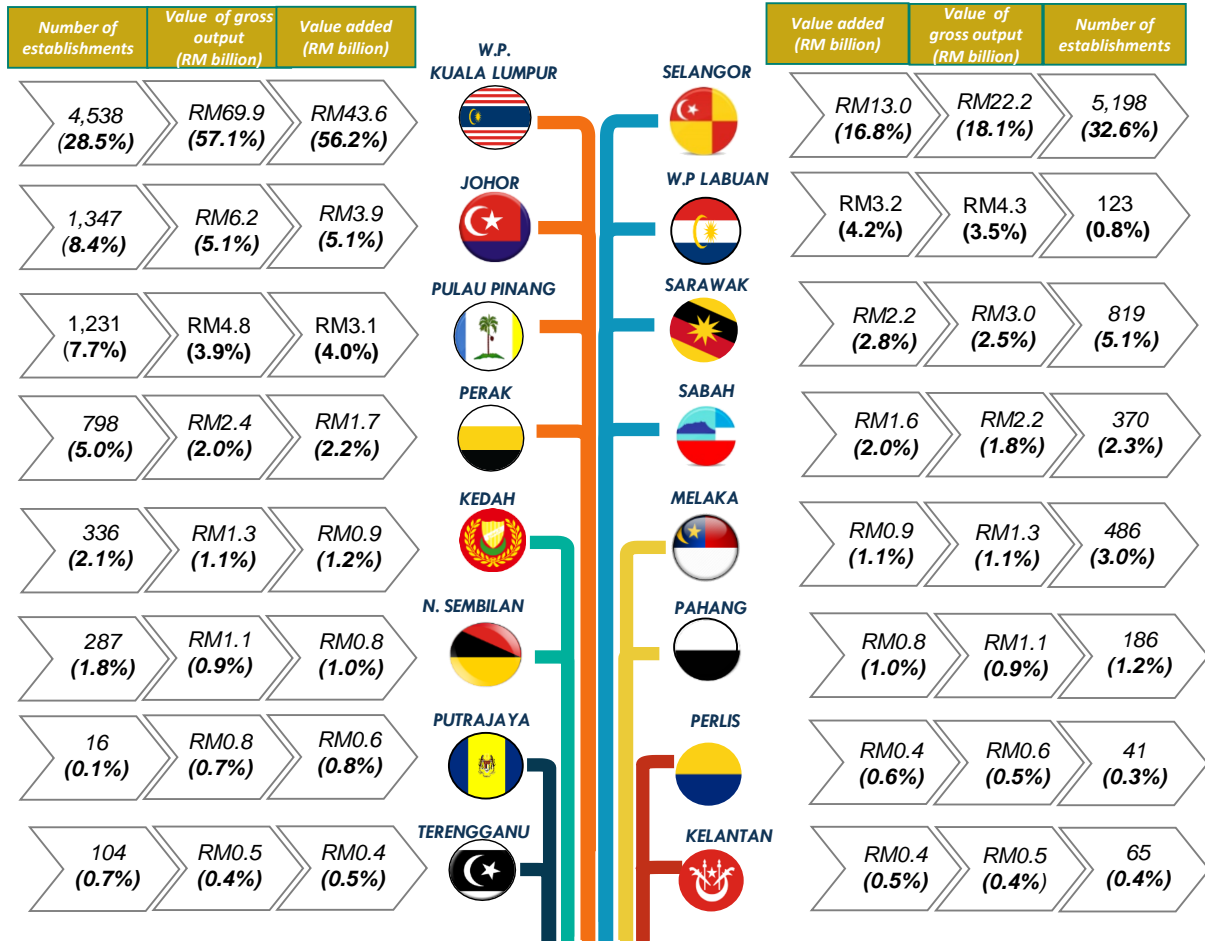 Number of
establishments
Value of gross
output
(RM billion)
Value added
(RM billion)
Value added
(RM billion)
Value of
gross output
(RM billion)
Number of
establishments
W.P.
KUALA LUMPUR
4,538
(28.5%)
RM69.9
(57.1%)
RM43.6
(56.2%)
SELANGOR
RM13.0
(16.8%)
RM22.2
(18.1%)
5,198
(32.6%)
JOHOR
1,347
(8.4%)
RM6.2
(5.1%)
RM3.9
(5.1%)
W.P LABUAN
RM3.2
(4.2%)
RM4.3
(3.5%)
123
(0.8%)
PULAU PINANG
1,231
(7.7%)
RM4.8
(3.9%)
RM3.1
(4.0%)
SARAWAK
RM2.2
(2.8%)
RM3.0
(2.5%)
819
(5.1%)
PERAK
798
(5.0%)
RM2.4
(2.0%)
RM1.7
(2.2%)
SABAH
RM1.6
(2.0%)
RM2.2
(1.8%)
370
(2.3%)
KEDAH
336
(2.1%)
RM1.3
(1.1%)
RM0.9
(1.2%)
MELAKA
RM0.9
(1.1%)
RM1.3
(1.1%)
486
(3.0%)
N. SEMBILAN
287
(1.8%)
RM1.1
(0.9%)
RM0.8
(1.0%)
PAHANG
RM0.8
(1.0%)
RM1.1
(0.9%)
186
(1.2%)
PUTRAJAYA
16
(0.1%)
RM0.8
(0.7%)
RM0.6
(0.8%)
PERLIS
RM0.4
(0.6%)
RM0.6
(0.5%)
41
(0.3%)
TERENGGANU
104
(0.7%)
RM0.5
(0.4%)
RM0.4
(0.5%)
KELANTAN
RM0.4
(0.5%)
RM0.5
(0.4%)
65
(0.4%)